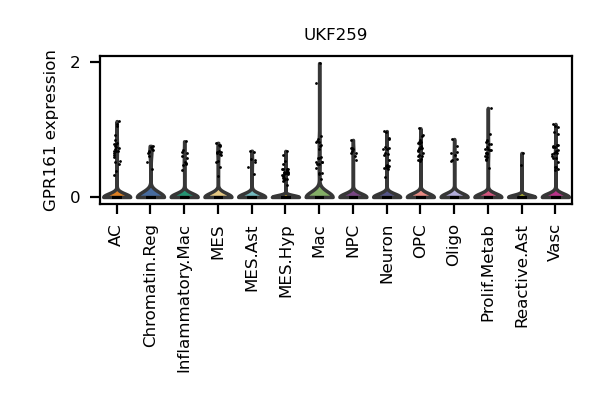 UKF259
GPR161 expression
2
0
AC
Chromatin.Reg
Inflammatory.Mac
MES
MES.Ast
MES.Hyp
Mac
NPC
Neuron
OPC
Oligo
Prolif.Metab
Reactive.Ast
Vasc